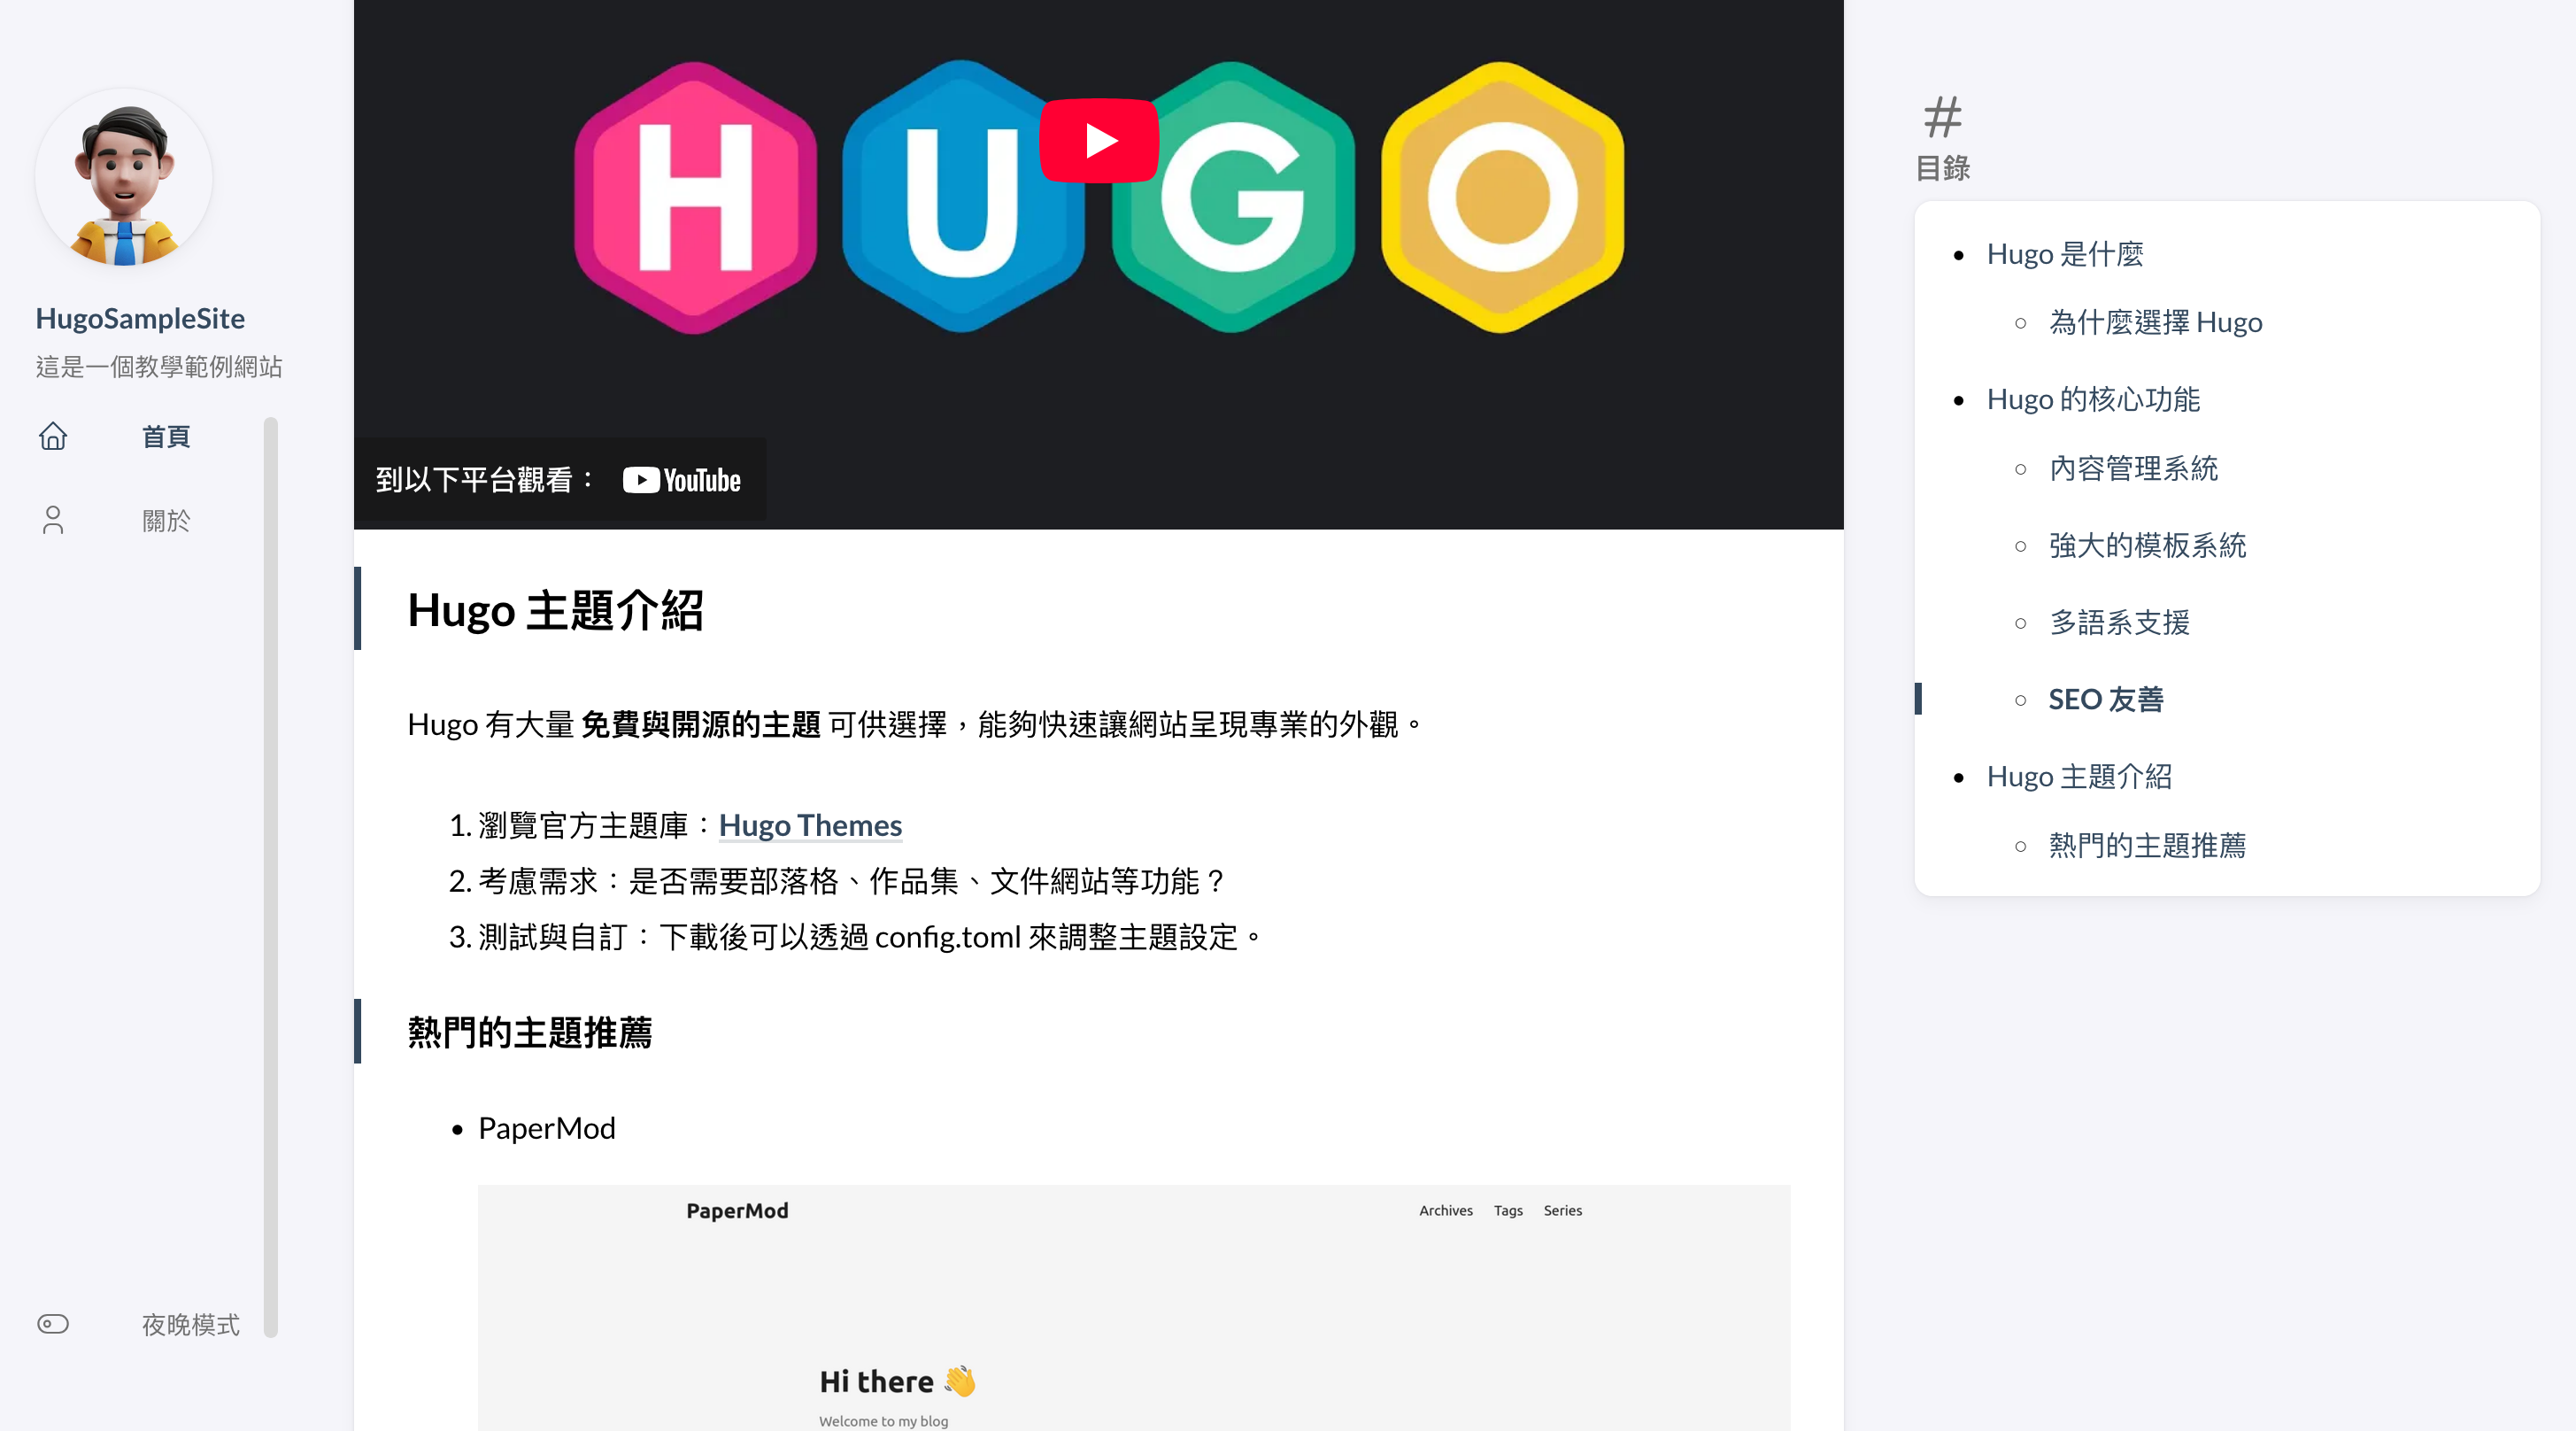 HugoSampleSite
這是一個教學範例網站
首頁
關於
夜晚模式
HUGO
到以下平台觀看： YouTube
Hugo 主題介紹
Hugo 有大量 免費與開源的主題 可供選擇，能夠快速讓網站呈現專業的外觀。
1. 瀏覽官方主題庫：Hugo Themes
2. 考慮需求：是否需要部落格、作品集、文件網站等功能？
3. 測試與自訂：下載後可以透過 config.toml 來調整主題設定。
熱門的主題推薦
PaperMod
PaperMod Archives Tags Series
Hi there 👋
Welcome to my blog
#
目錄
Hugo 是什麼
為什麼選擇 Hugo
Hugo 的核心功能
內容管理系統
強大的模板系統
多語系支援
SEO 友善
Hugo 主題介紹
熱門的主題推薦